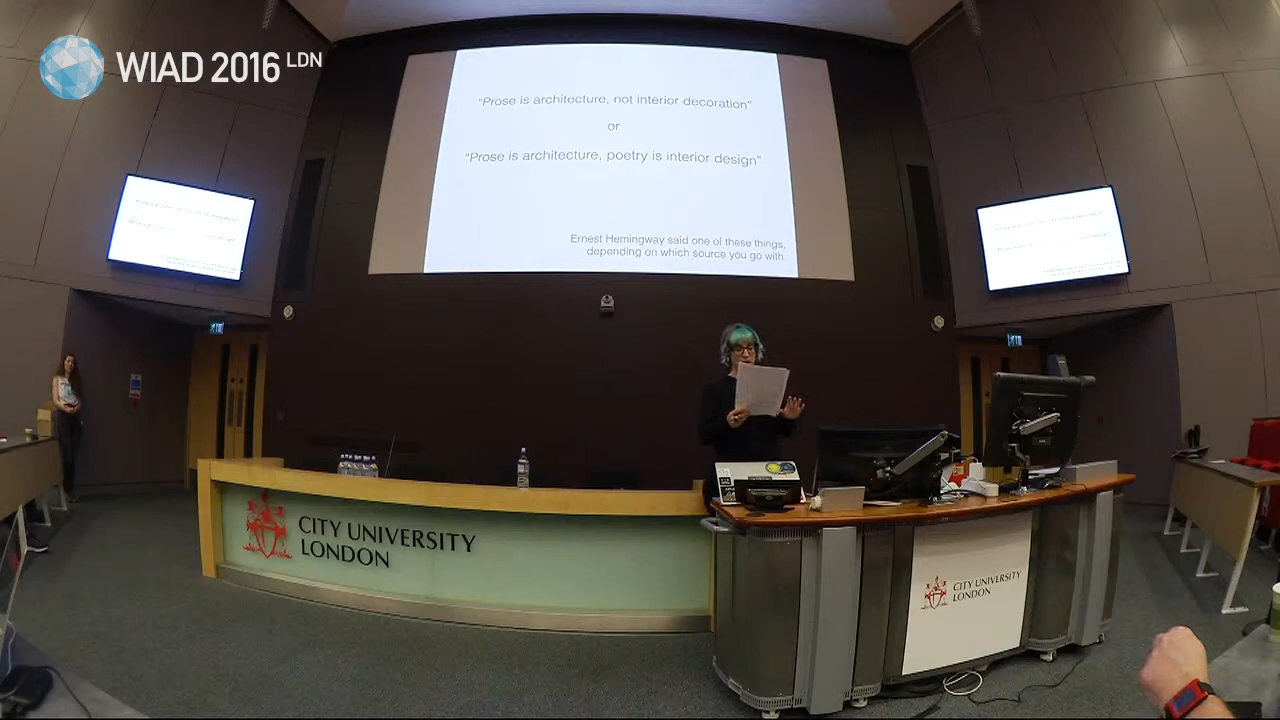 WIAD 2016 LDN
“Prose is architecture, not interior decoration”
or
“Prose is architecture, poetry is interior design”
Ernest Hemingway said one of these things,
depending on which source you go with.
CITY UNIVERSITY
LONDON
CITY UNIVERSITY
LONDON